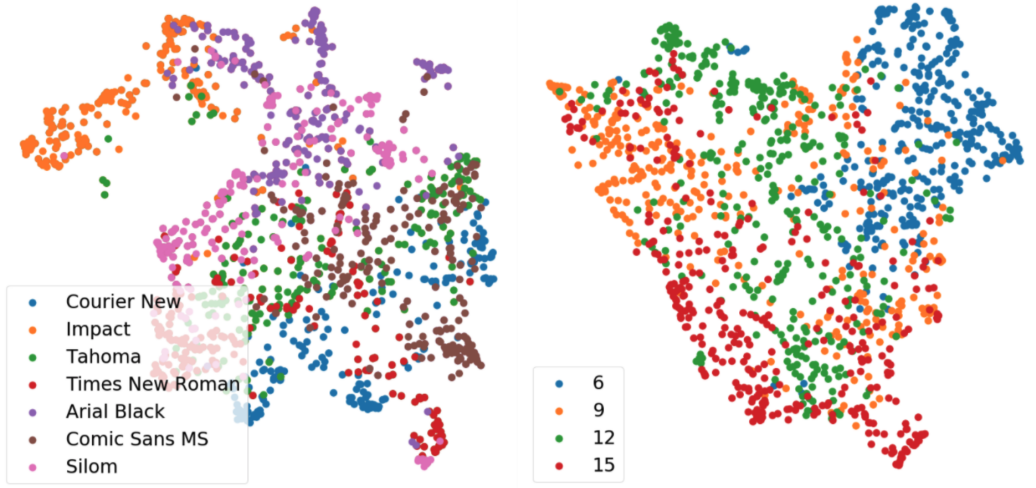 Courier New
Impact
Tahoma
Times New Roman
Arial Black
Comic Sans MS
Silom
6
9
12
15